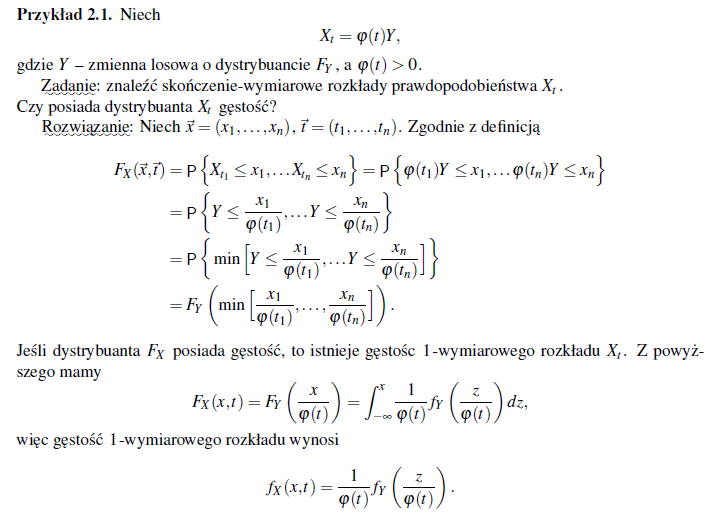 Przykład 2.1. Niech
X_t = φ(t)Y,
gdzie Y – zmienna losowa o dystrybuancie F_Y, a φ(t) > 0.
Zadanie: znaleźć skończenie-wymiarowe rozkłady prawdopodobieństwa X_t.
Czy posiada dystrybuanta X_t gęstość?
Rozwiązanie: Niech x⃗ = (x_1,…,x_n), t⃗ = (t_1,…,t_n). Zgodnie z definicją
F_X(x⃗,t⃗) = P{X_{t_1} ≤ x_1,…X_{t_n} ≤ x_n} = P{φ(t_1)Y ≤ x_1,…φ(t_n)Y ≤ x_n}
= P{Y ≤ x_1/φ(t_1),…Y ≤ x_n/φ(t_n)}
= P{min[Y ≤ x_1/φ(t_1),…Y ≤ x_n/φ(t_n)]}
= F_Y(min[x_1/φ(t_1),…,x_n/φ(t_n)]).
Jeśli dystrybuanta F_X posiada gęstość, to istnieje gęstośc 1-wymiarowego rozkładu X_t. Z powyż-
szego mamy
F_X(x,t) = F_Y(x/φ(t)) = ∫_{-∞}^{x} 1/φ(t) f_Y(z/φ(t)) dz,
więc gęstość 1-wymiarowego rozkładu wynosi
f_X(x,t) = 1/φ(t) f_Y(z/φ(t)).